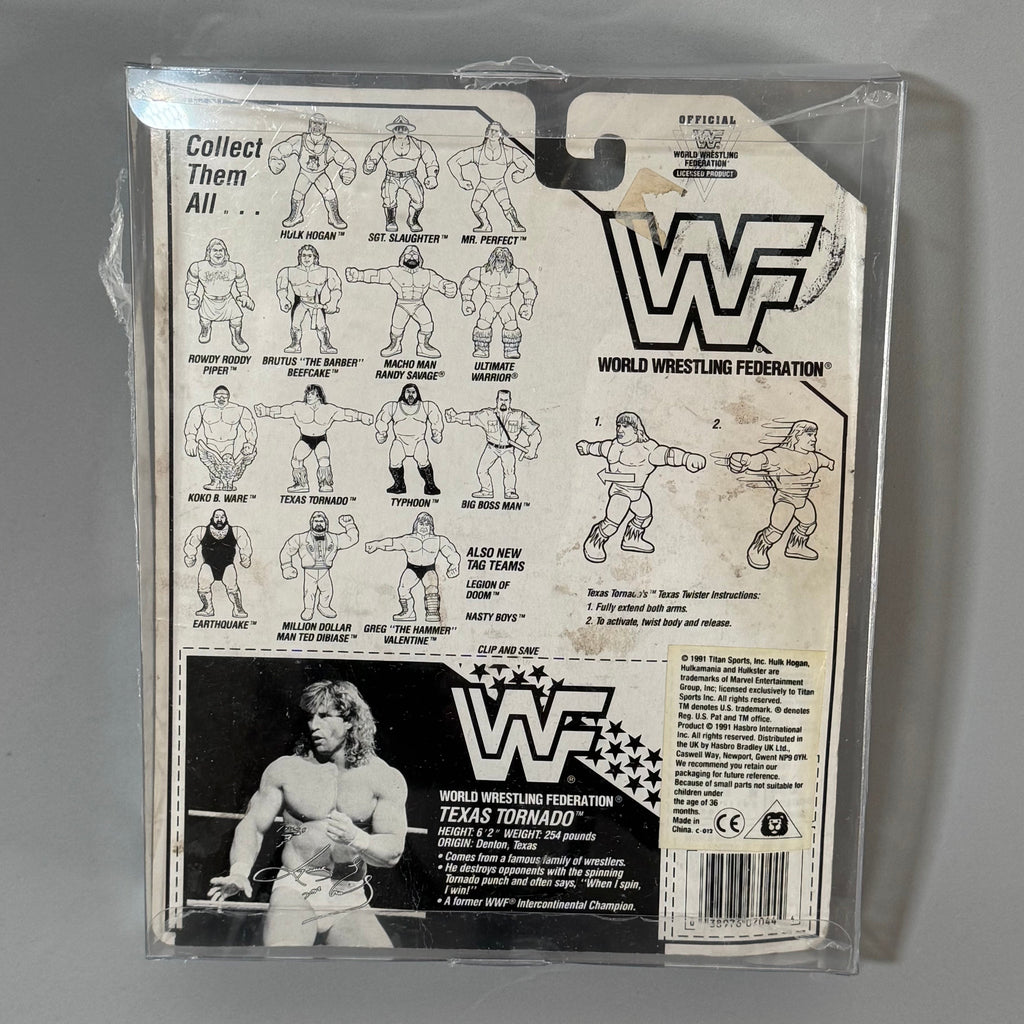 Collect
Them
All . . .
HULK HOGAN™
SGT. SLAUGHTER™
MR. PERFECT™
OFFICIAL
WF
WORLD WRESTLING
FEDERATION®
LICENSED PRODUCT
WF®
WORLD WRESTLING FEDERATION®
ROWDY RODDY
PIPER™
BRUTUS "THE BARBER"
BEEFCAKE™
MACHO MAN
RANDY SAVAGE®
ULTIMATE
WARRIOR®
KOKO B. WARE™
TEXAS TORNADO™
TYPHOON™
BIG BOSS MAN™
1.
2.
EARTHQUAKE™
MILLION DOLLAR
MAN TED DIBIASE™
GREG "THE HAMMER"
VALENTINE™
ALSO NEW
TAG TEAMS
LEGION OF
DOOM™
NASTY BOYS™
Texas Tornado's™ Texas Twister Instructions:
1. Fully extend both arms.
2. To activate, twist body and release.
CLIP AND SAVE
WF®
WORLD WRESTLING FEDERATION®
TEXAS TORNADO™
HEIGHT: 6'2" WEIGHT: 254 pounds
ORIGIN: Denton, Texas
• Comes from a famous family of wrestlers.
• He destroys opponents with the spinning
Tornado punch and often says, "When I spin,
I win!"
• A former WWF® Intercontinental Champion.
© 1991 Titan Sports, Inc. Hulk Hogan,
Hulkamania and Hulkster are
trademarks of Marvel Entertainment
Group, Inc; licensed exclusively to Titan
Sports Inc. All rights reserved.
TM denotes U.S. trademark. ® denotes
Reg. U.S. Pat and TM office.
Product © 1991 Hasbro International
Inc. All rights reserved. Distributed in
the UK by Hasbro Bradley UK Ltd.,
Caswell Way, Newport, Gwent NP9 0YH.
We recommend you retain our
packaging for future reference.
Because of small parts not suitable for
children under
the age of 36
months.
Made in
China. C-012
CE
0 38976 07044 4